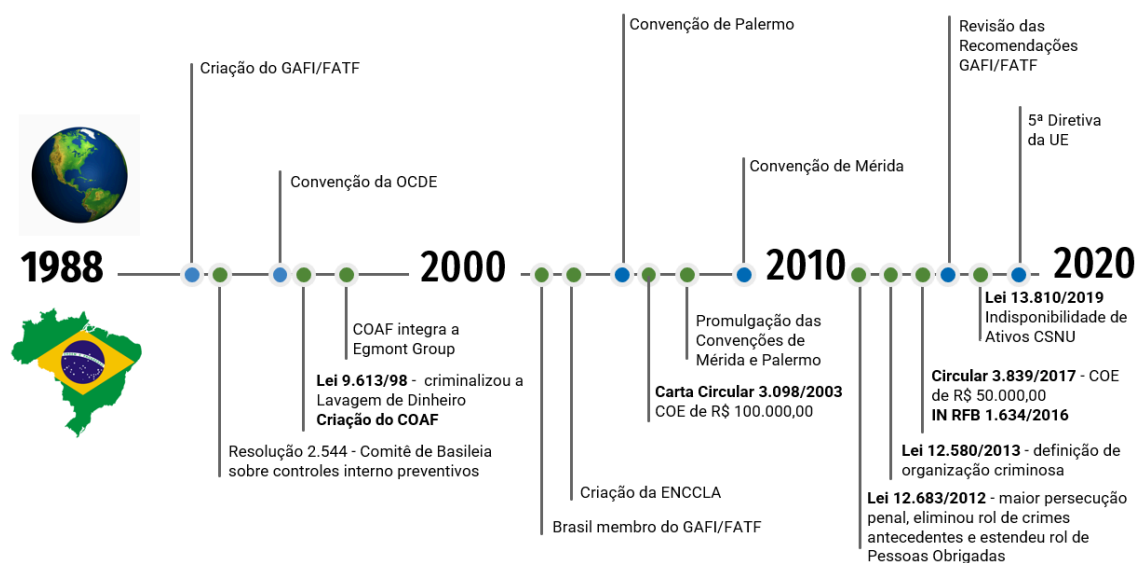 Criação do GAFI/FATF
Convenção da OCDE
Convenção de Palermo
Convenção de Mérida
Revisão das
Recomendações
GAFI/FATF
5ª Diretiva
da UE
1988
2000
2010
2020
COAF integra a
Egmont Group
Lei 9.613/98 - criminalizou a
Lavagem de Dinheiro
Criação do COAF
Resolução 2.544 - Comitê de Basileia
sobre controles interno preventivos
Promulgação das
Convenções de
Mérida e Palermo
Carta Circular 3.098/2003
COE de R$ 100.000,00
Criação da ENCCLA
Brasil membro do GAFI/FATF
Lei 13.810/2019
Indisponibilidade de
Ativos CSNU
Circular 3.839/2017 - COE
de R$ 50.000,00
IN RFB 1.634/2016
Lei 12.580/2013 - definição de
organização criminosa
Lei 12.683/2012 - maior persecução
penal, eliminou rol de crimes
antecedentes e estendeu rol de
Pessoas Obrigadas